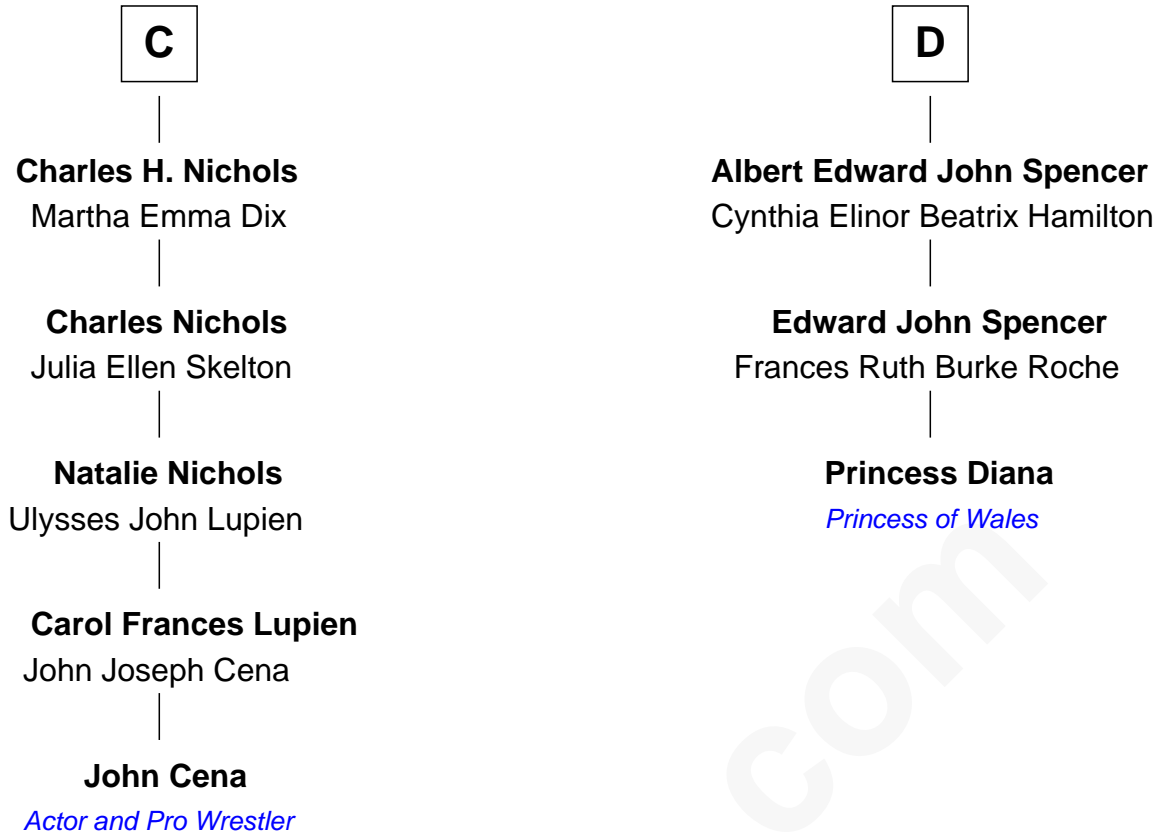 C
Charles H. Nichols
Martha Emma Dix
Charles Nichols
Julia Ellen Skelton
Natalie Nichols
Ulysses John Lupien
Carol Frances Lupien
John Joseph Cena
John Cena
Actor and Pro Wrestler
D
Albert Edward John Spencer
Cynthia Elinor Beatrix Hamilton
Edward John Spencer
Frances Ruth Burke Roche
Princess Diana
Princess of Wales
com